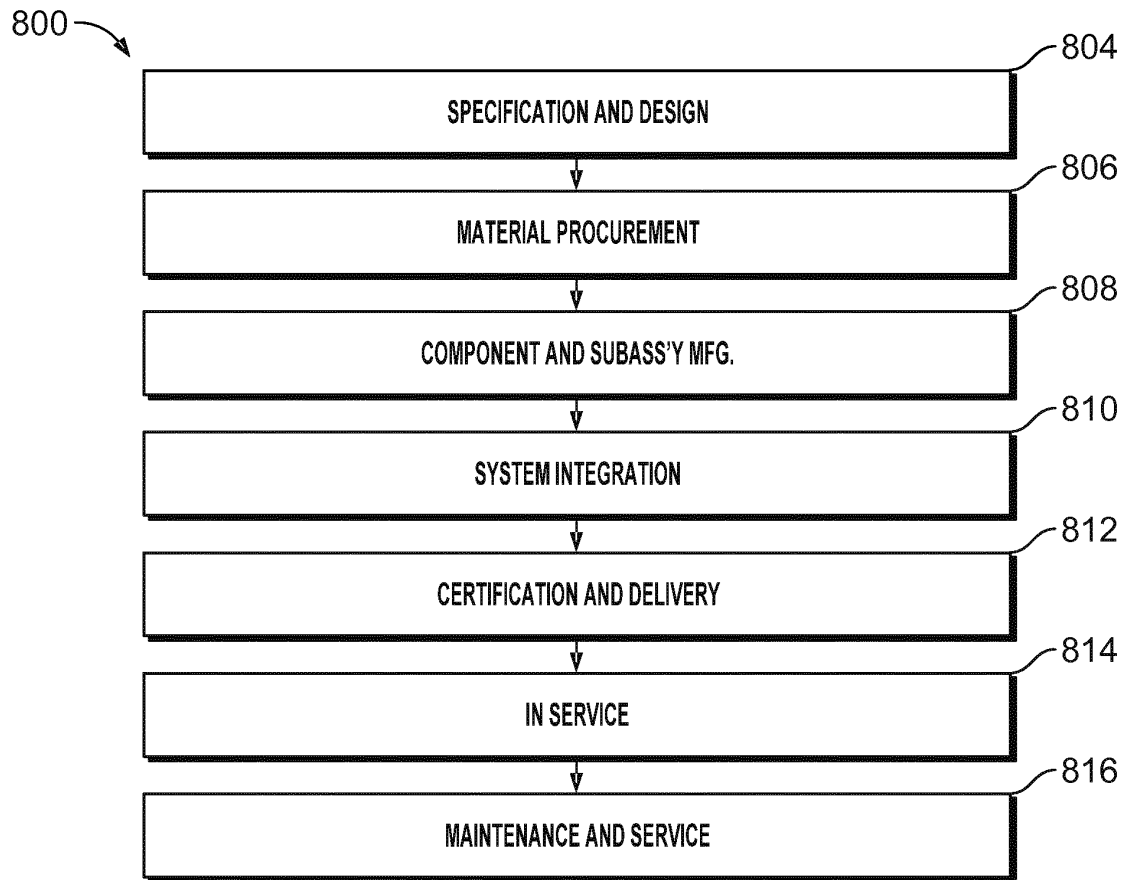 800
804
SPECIFICATION AND DESIGN
806
MATERIAL PROCUREMENT
808
COMPONENT AND SUBASS'Y MFG.
810
SYSTEM INTEGRATION
812
CERTIFICATION AND DELIVERY
814
IN SERVICE
816
MAINTENANCE AND SERVICE